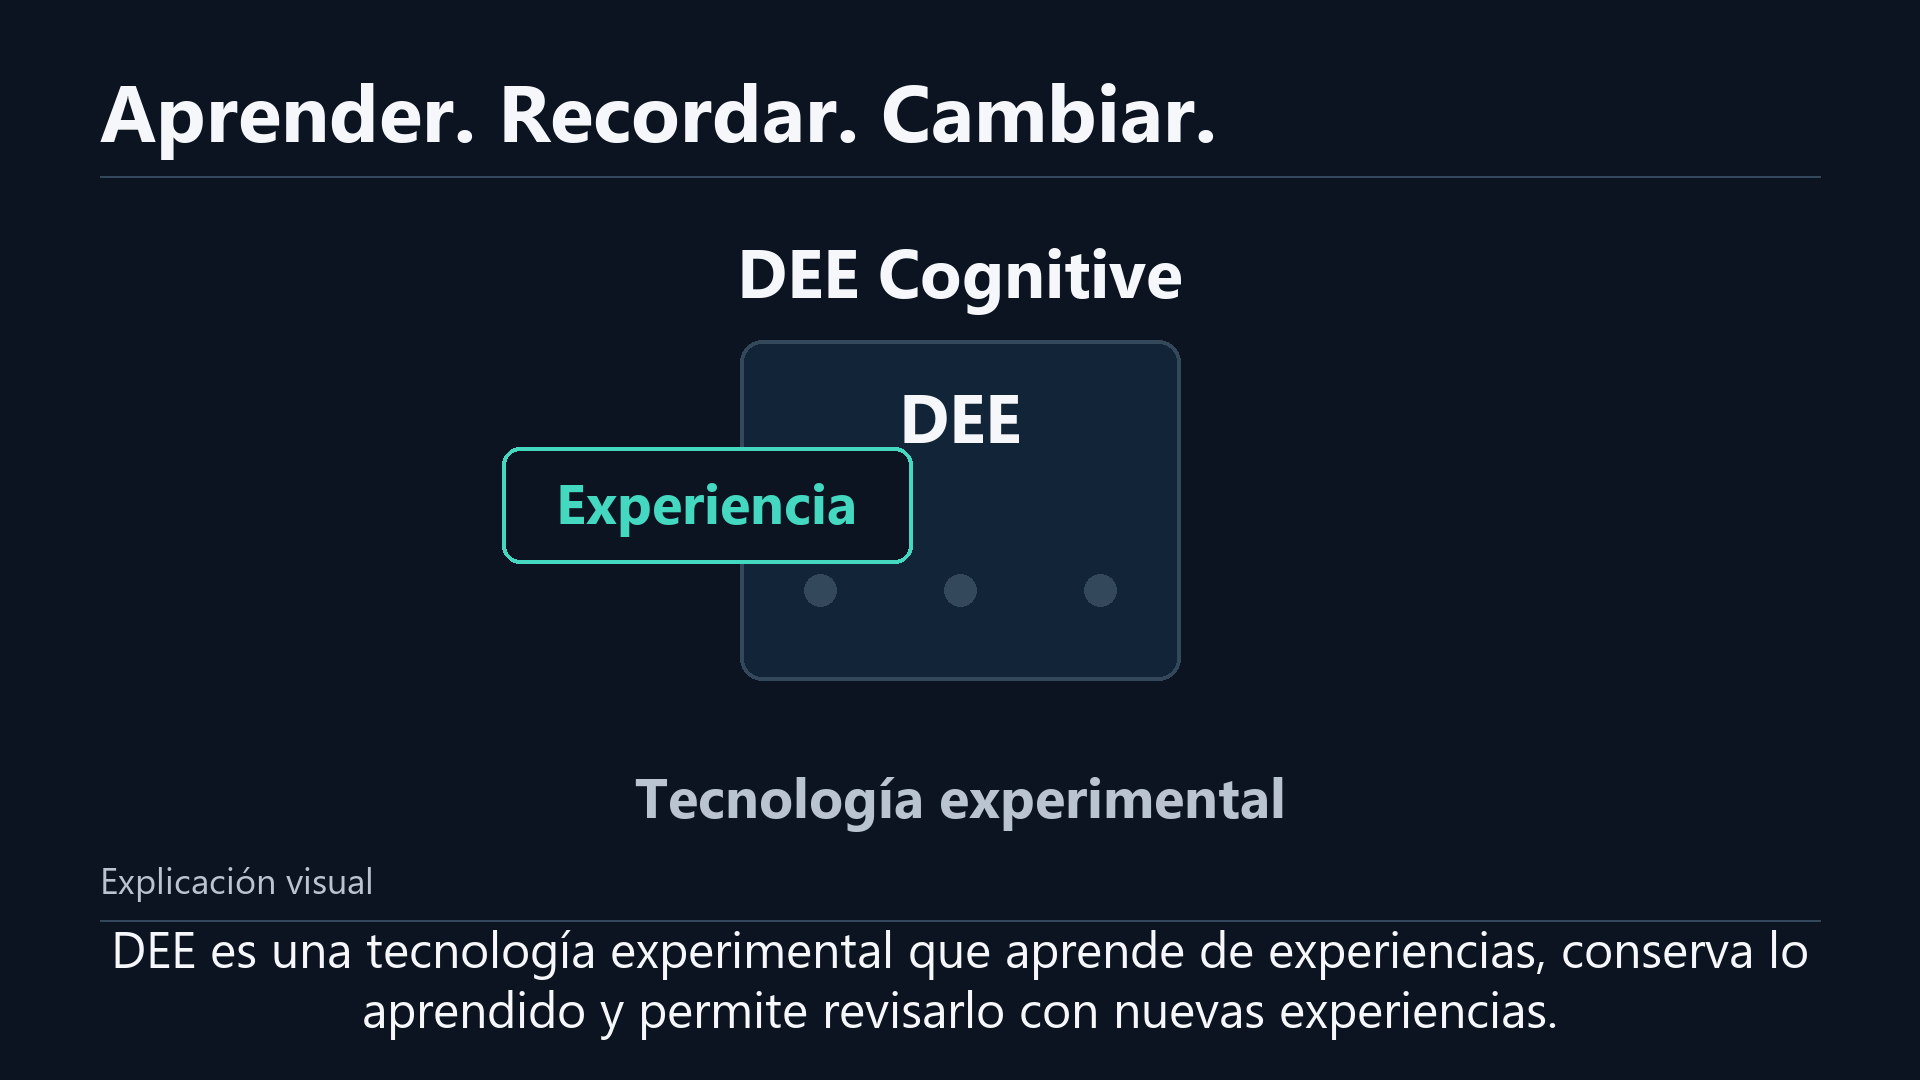 Aprender. Recordar. Cambiar.
DEE Cognitive
DEE
Experiencia
Tecnología experimental
Explicación visual
DEE es una tecnología experimental que aprende de experiencias, conserva lo
aprendido y permite revisarlo con nuevas experiencias.